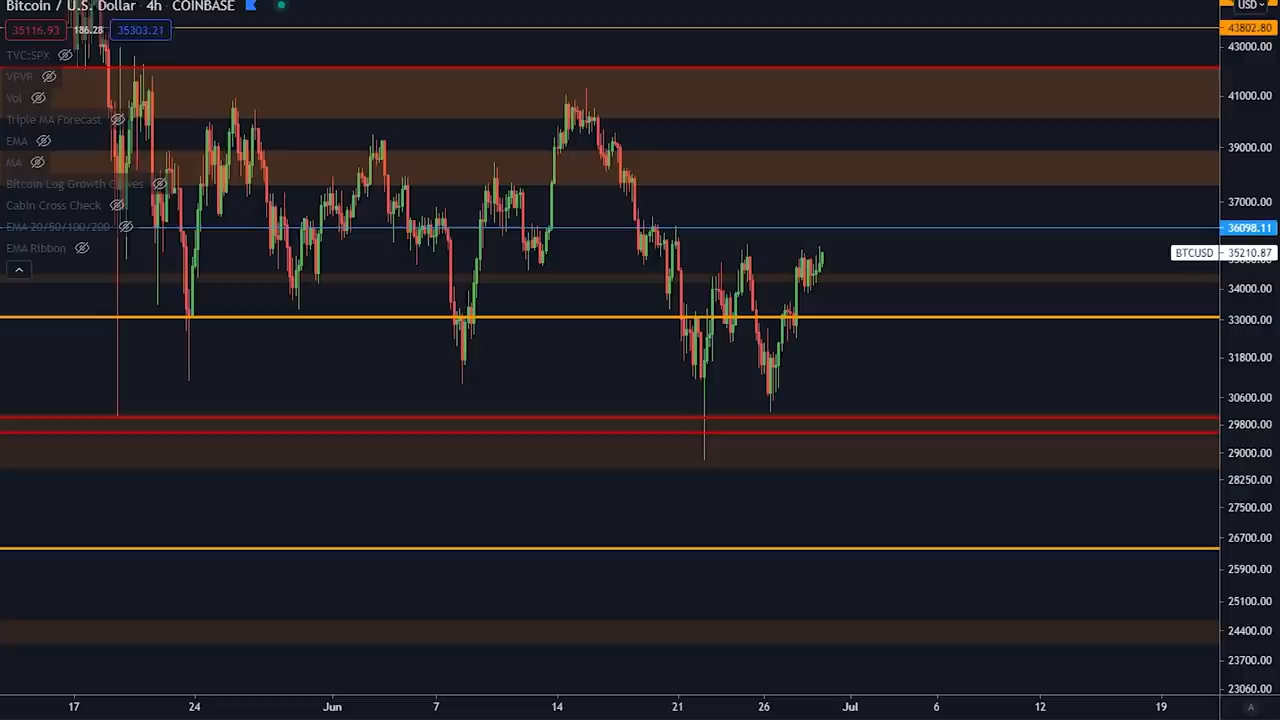 Bitcoin / U.S. Dollar 4h COINBASE
USD
35116.93 186.28 35303.21
43802.80
43000.00
TVC:SPX
VPVR
Vol
41000.00
Triple MA Forecast
EMA
39000.00
MA
Bitcoin Log Growth Curves
37000.00
Cabin Cross Check
EMA 20/50/100/200
36098.11
EMA Ribbon
BTCUSD 35210.87
35000.00
34000.00
33000.00
31800.00
30600.00
29800.00
29000.00
28250.00
27500.00
26700.00
25900.00
25100.00
24400.00
23700.00
23060.00
17 24 Jun 7 14 21 26 Jul 6 12 19 A